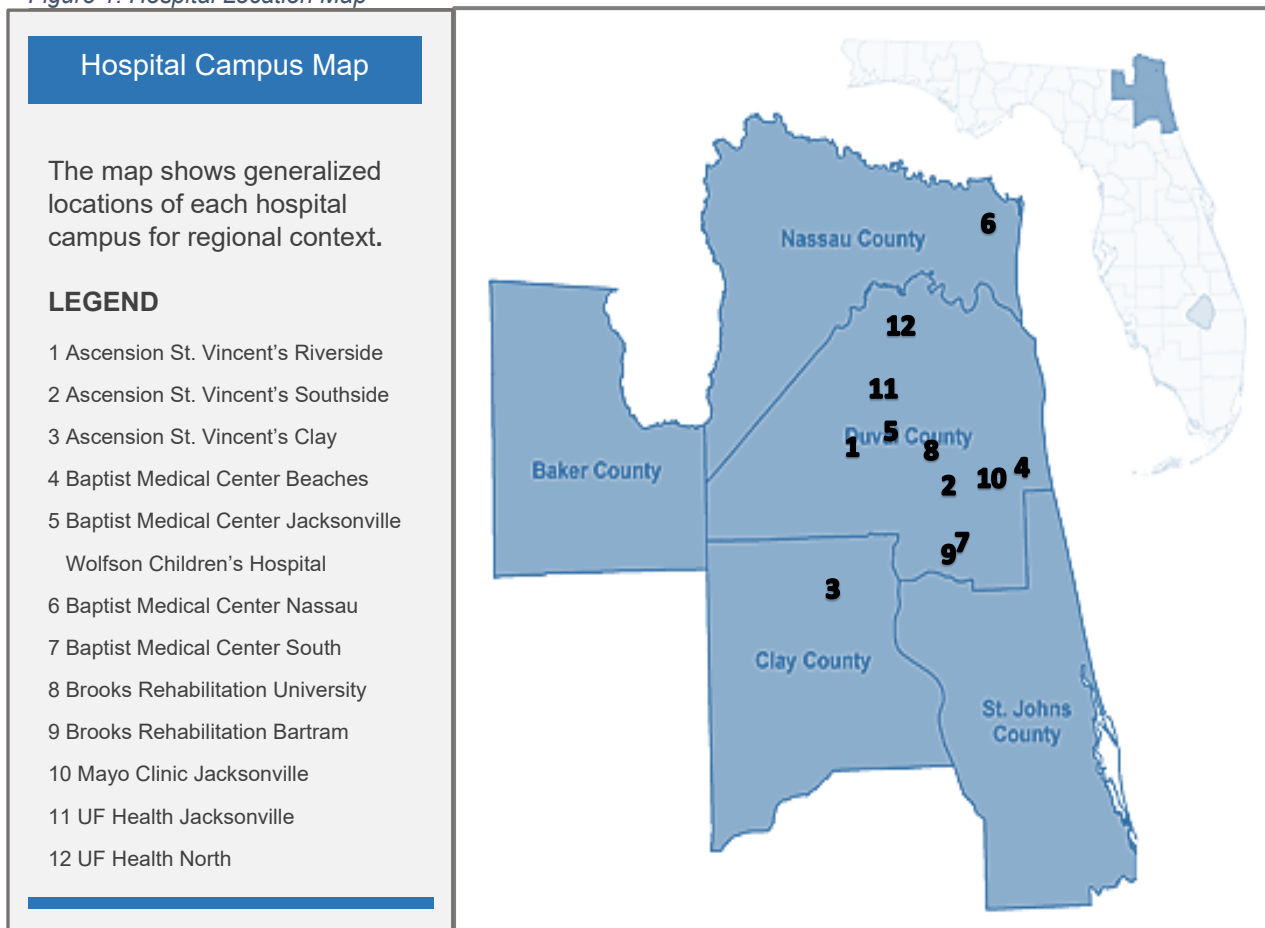 Figure 1: Hospital Location Map
Hospital Campus Map
The map shows generalized
locations of each hospital
campus for regional context.
LEGEND
1 Ascension St. Vincent’s Riverside
2 Ascension St. Vincent’s Southside
3 Ascension St. Vincent’s Clay
4 Baptist Medical Center Beaches
5 Baptist Medical Center Jacksonville
Wolfson Children’s Hospital
6 Baptist Medical Center Nassau
7 Baptist Medical Center South
8 Brooks Rehabilitation University
9 Brooks Rehabilitation Bartram
10 Mayo Clinic Jacksonville
11 UF Health Jacksonville
12 UF Health North
6
Nassau County
12
11
5
Duval County
1
8
4
Baker County
10
2
7
9
3
Clay County
St. Johns
County